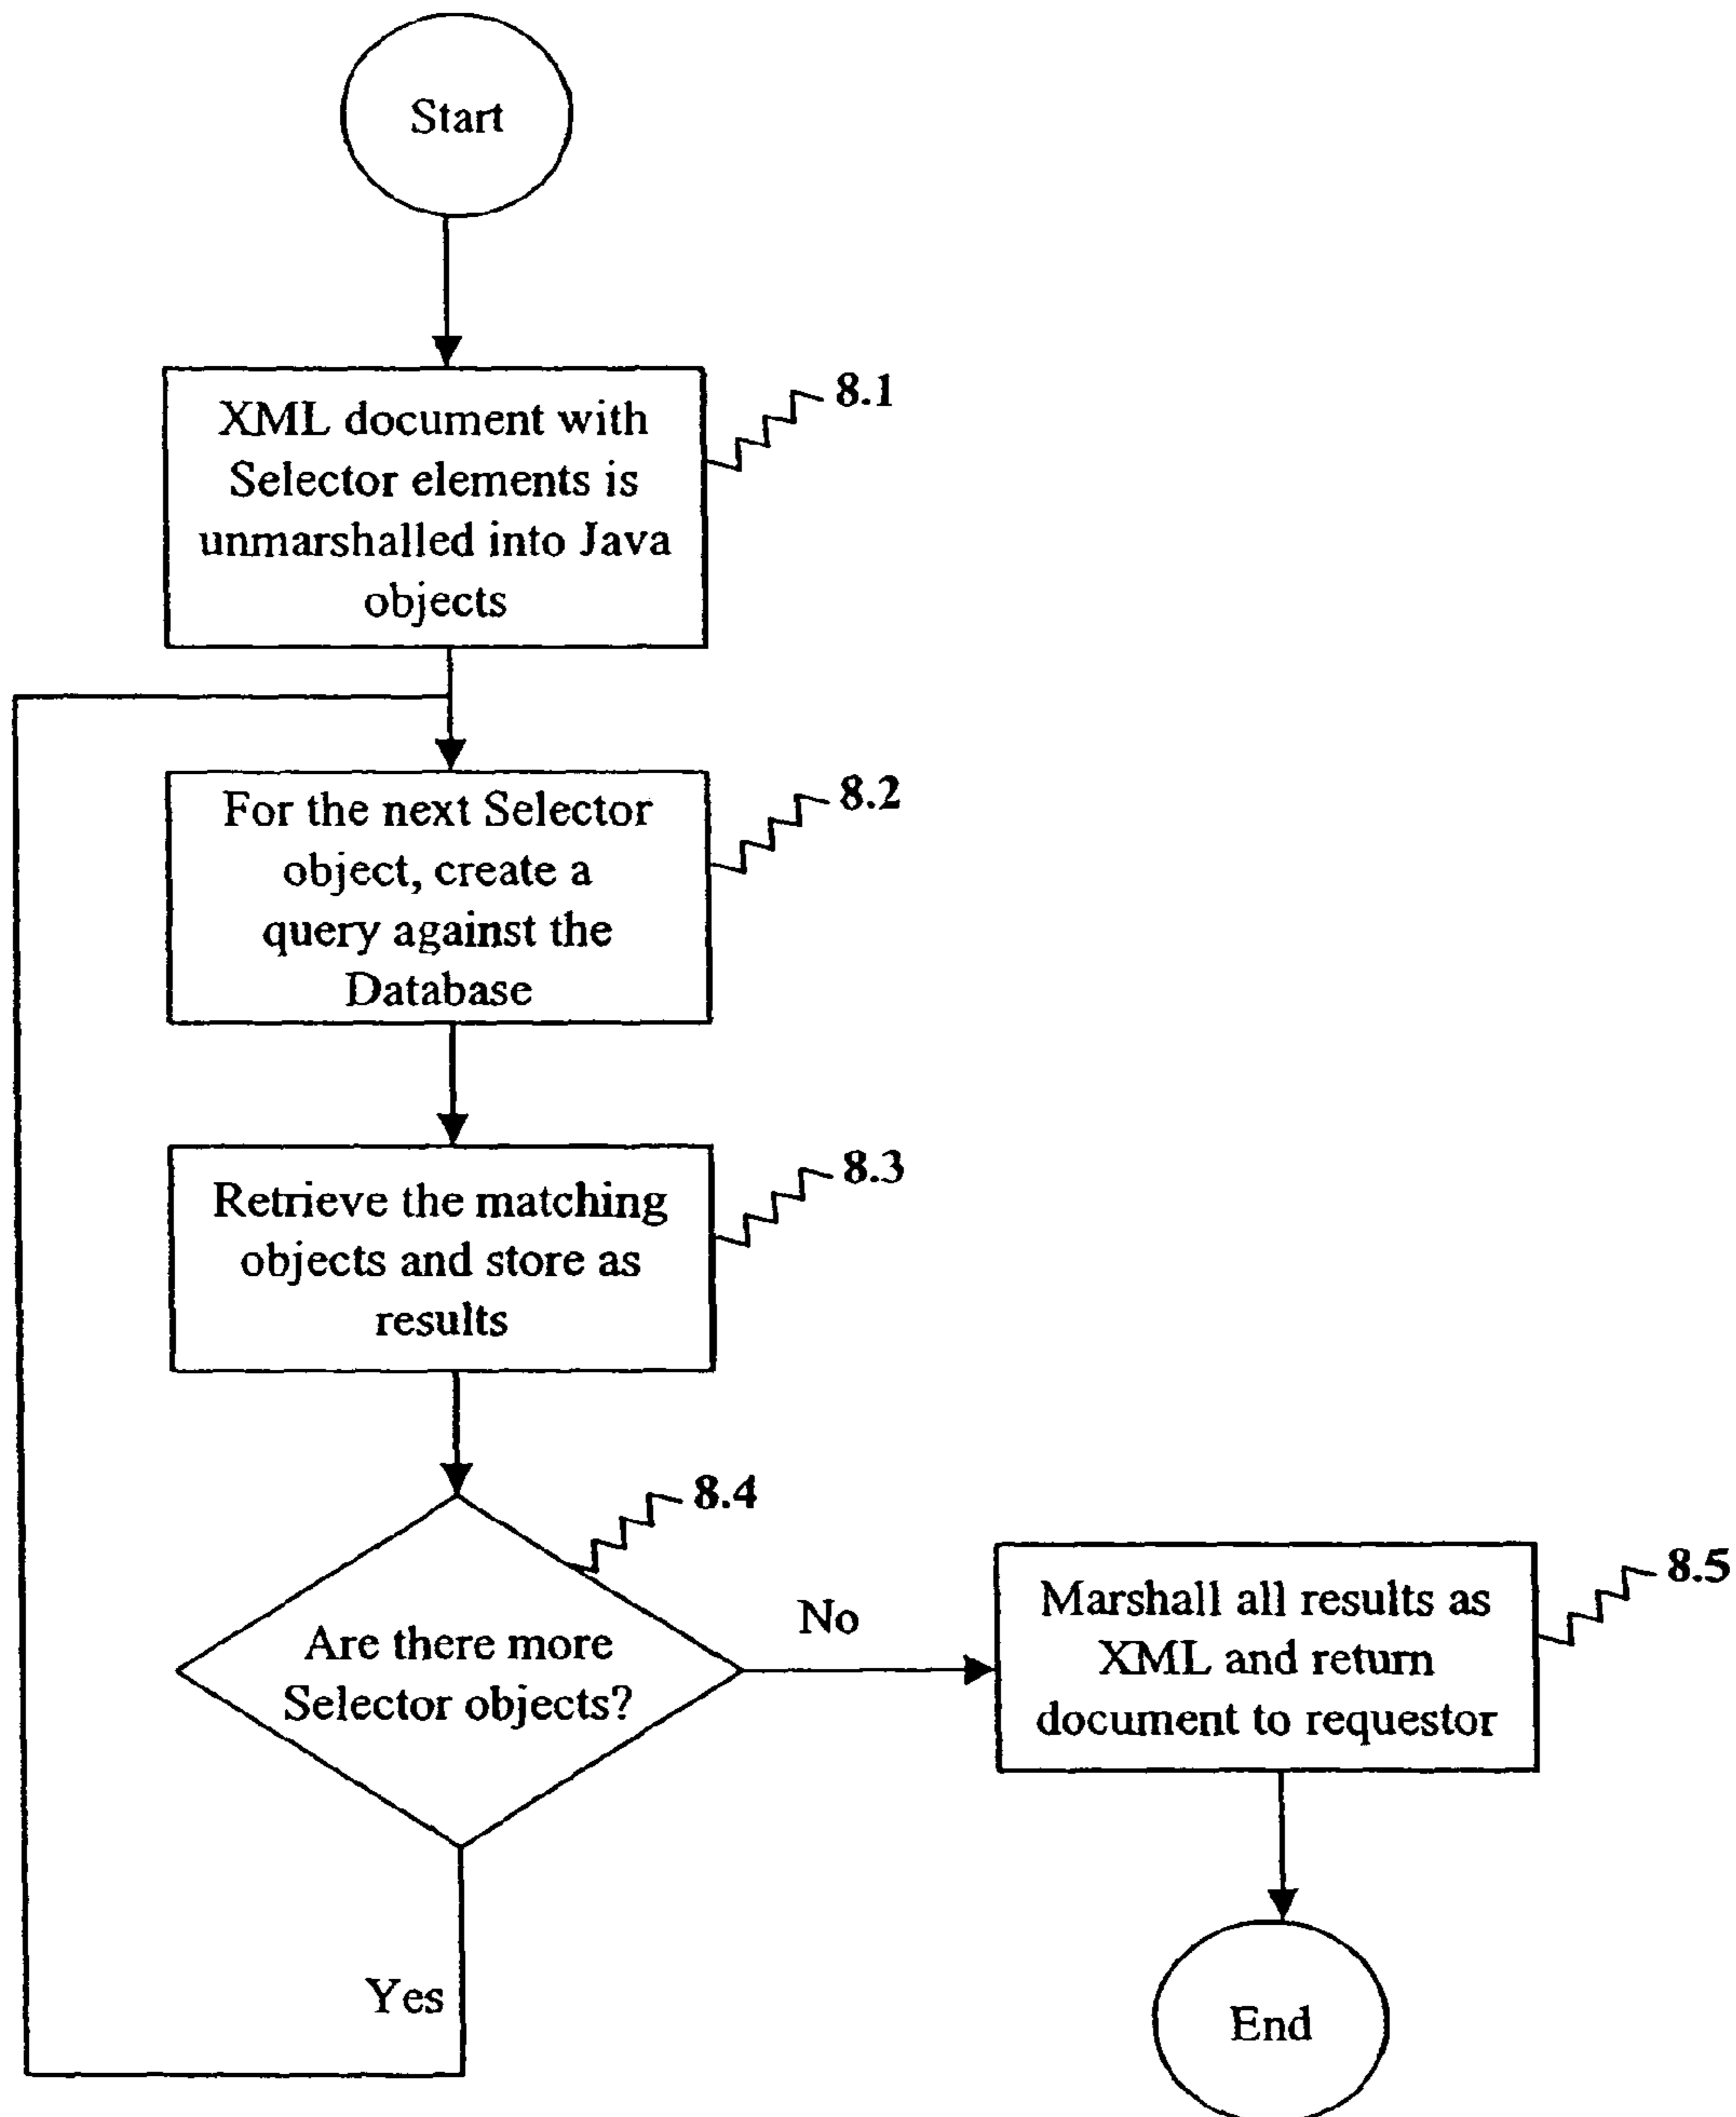 Start
8.1
XML document with
Selector elements is
unmarshalled into Java
objects
8.2
For the next Selector
object, create a
query against the
Database
8.3
Retrieve the matching
objects and store as
results
8.4
Are there more
Selector objects?
No
8.5
Marshall all results as
XML and return
document to requestor
Yes
End